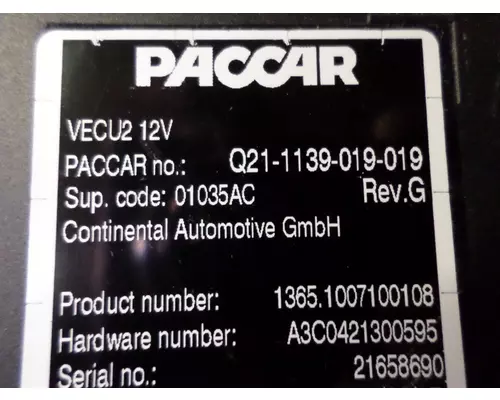 PACCAR
VECU2 12V
PACCAR no.: Q21-1139-019-019
Sup. code: 01035AC Rev.G
Continental Automotive GmbH
Product number: 1365.1007100108
Hardware number: A3C0421300595
Serial no.: 21658690